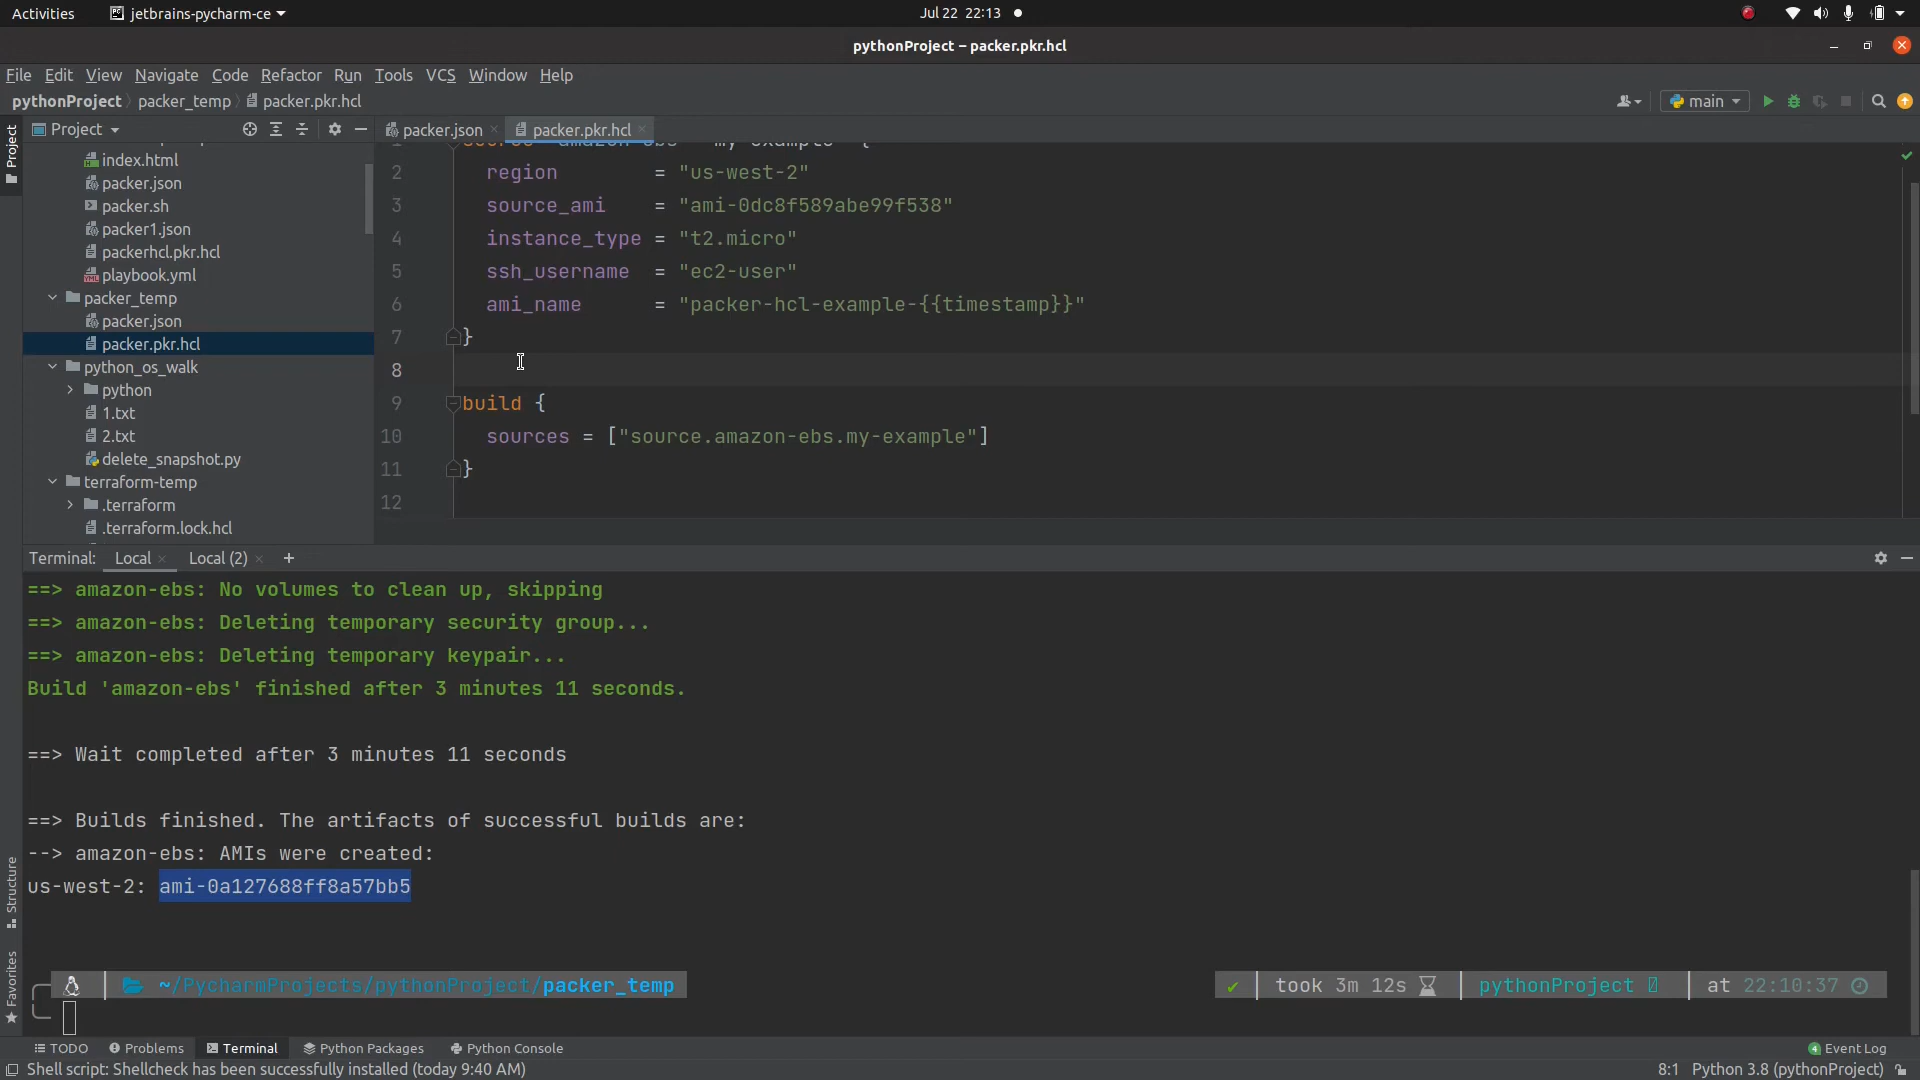 Activities
jetbrains-pycharm-ce
Jul 22 22:13
pythonProject – packer.pkr.hcl
File Edit View Navigate Code Refactor Run Tools VCS Window Help
pythonProject packer_temp packer.pkr.hcl
main
Project
Project
index.html
packer.json
packer.sh
packer1.json
packerhcl.pkr.hcl
playbook.yml
packer_temp
packer.json
packer.pkr.hcl
python_os_walk
python
1.txt
2.txt
delete_snapshot.py
terraform-temp
.terraform
.terraform.lock.hcl
packer.json packer.pkr.hcl
2 region = "us-west-2"
3 source_ami = "ami-0dc8f589abe99f538"
4 instance_type = "t2.micro"
5 ssh_username = "ec2-user"
6 ami_name = "packer-hcl-example-{{timestamp}}"
7 }
8
9 build {
10 sources = ["source.amazon-ebs.my-example"]
11 }
12
Terminal: Local Local (2) +
==> amazon-ebs: No volumes to clean up, skipping
==> amazon-ebs: Deleting temporary security group...
==> amazon-ebs: Deleting temporary keypair...
Build 'amazon-ebs' finished after 3 minutes 11 seconds.
==> Wait completed after 3 minutes 11 seconds
==> Builds finished. The artifacts of successful builds are:
--> amazon-ebs: AMIs were created:
us-west-2: ami-0a127688ff8a57bb5
~/PycharmProjects/pythonProject/packer_temp
✔ took 3m 12s pythonProject at 22:10:37
Structure
Favorites
TODO Problems Terminal Python Packages Python Console
4 Event Log
Shell script: Shellcheck has been successfully installed (today 9:40 AM)
8:1 Python 3.8 (pythonProject)